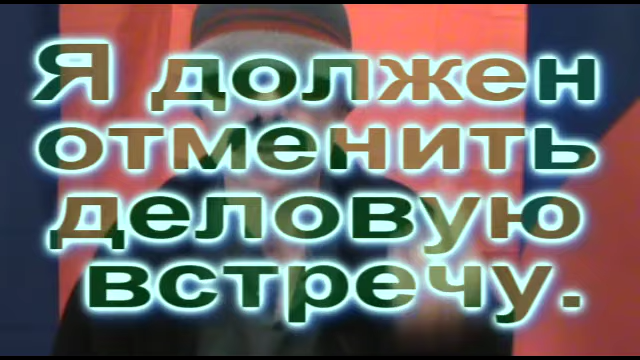 Я должен
отменить
деловую
встречу.